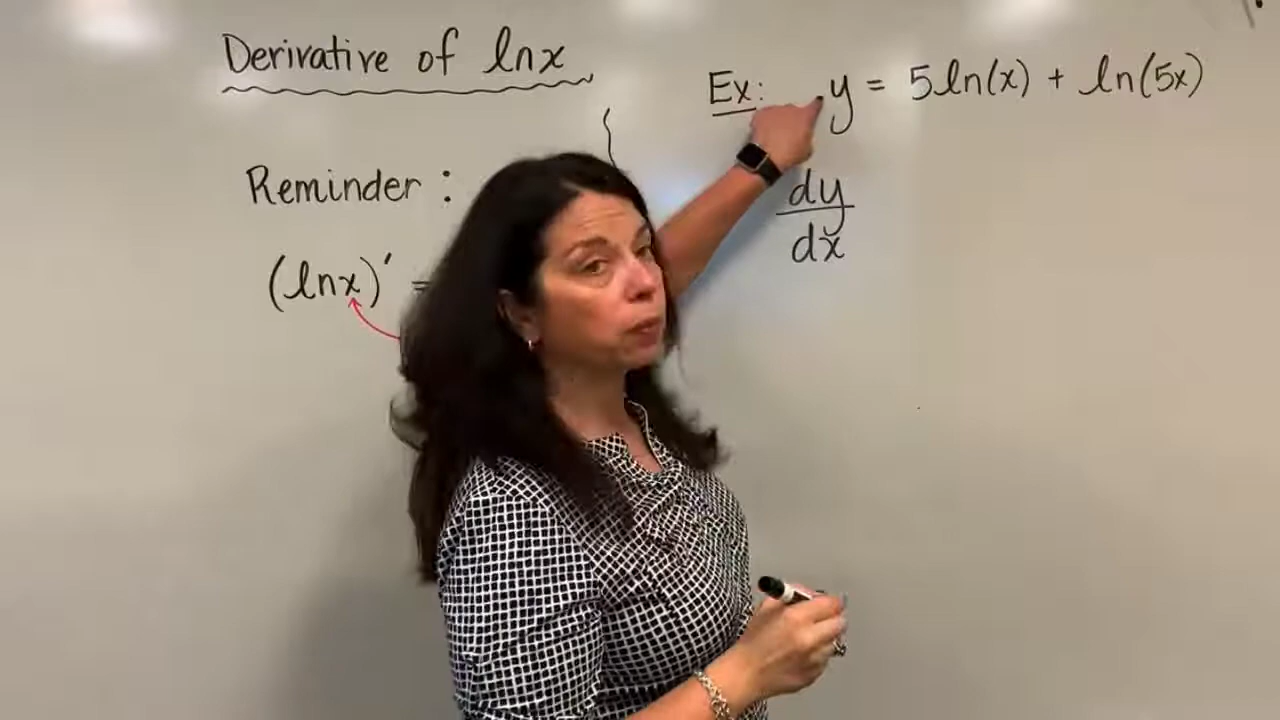 Derivative of lnx
Reminder :
(lnx)' =
Ex: y = 5ln(x) + ln(5x)
dy
dx